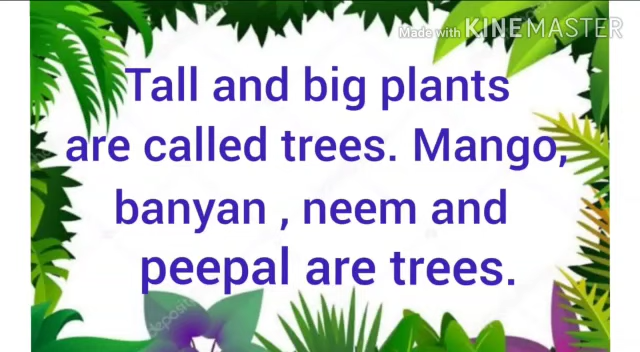 Made with KINEMASTER
Tall and big plants
are called trees. Mango,
banyan , neem and
peepal are trees.